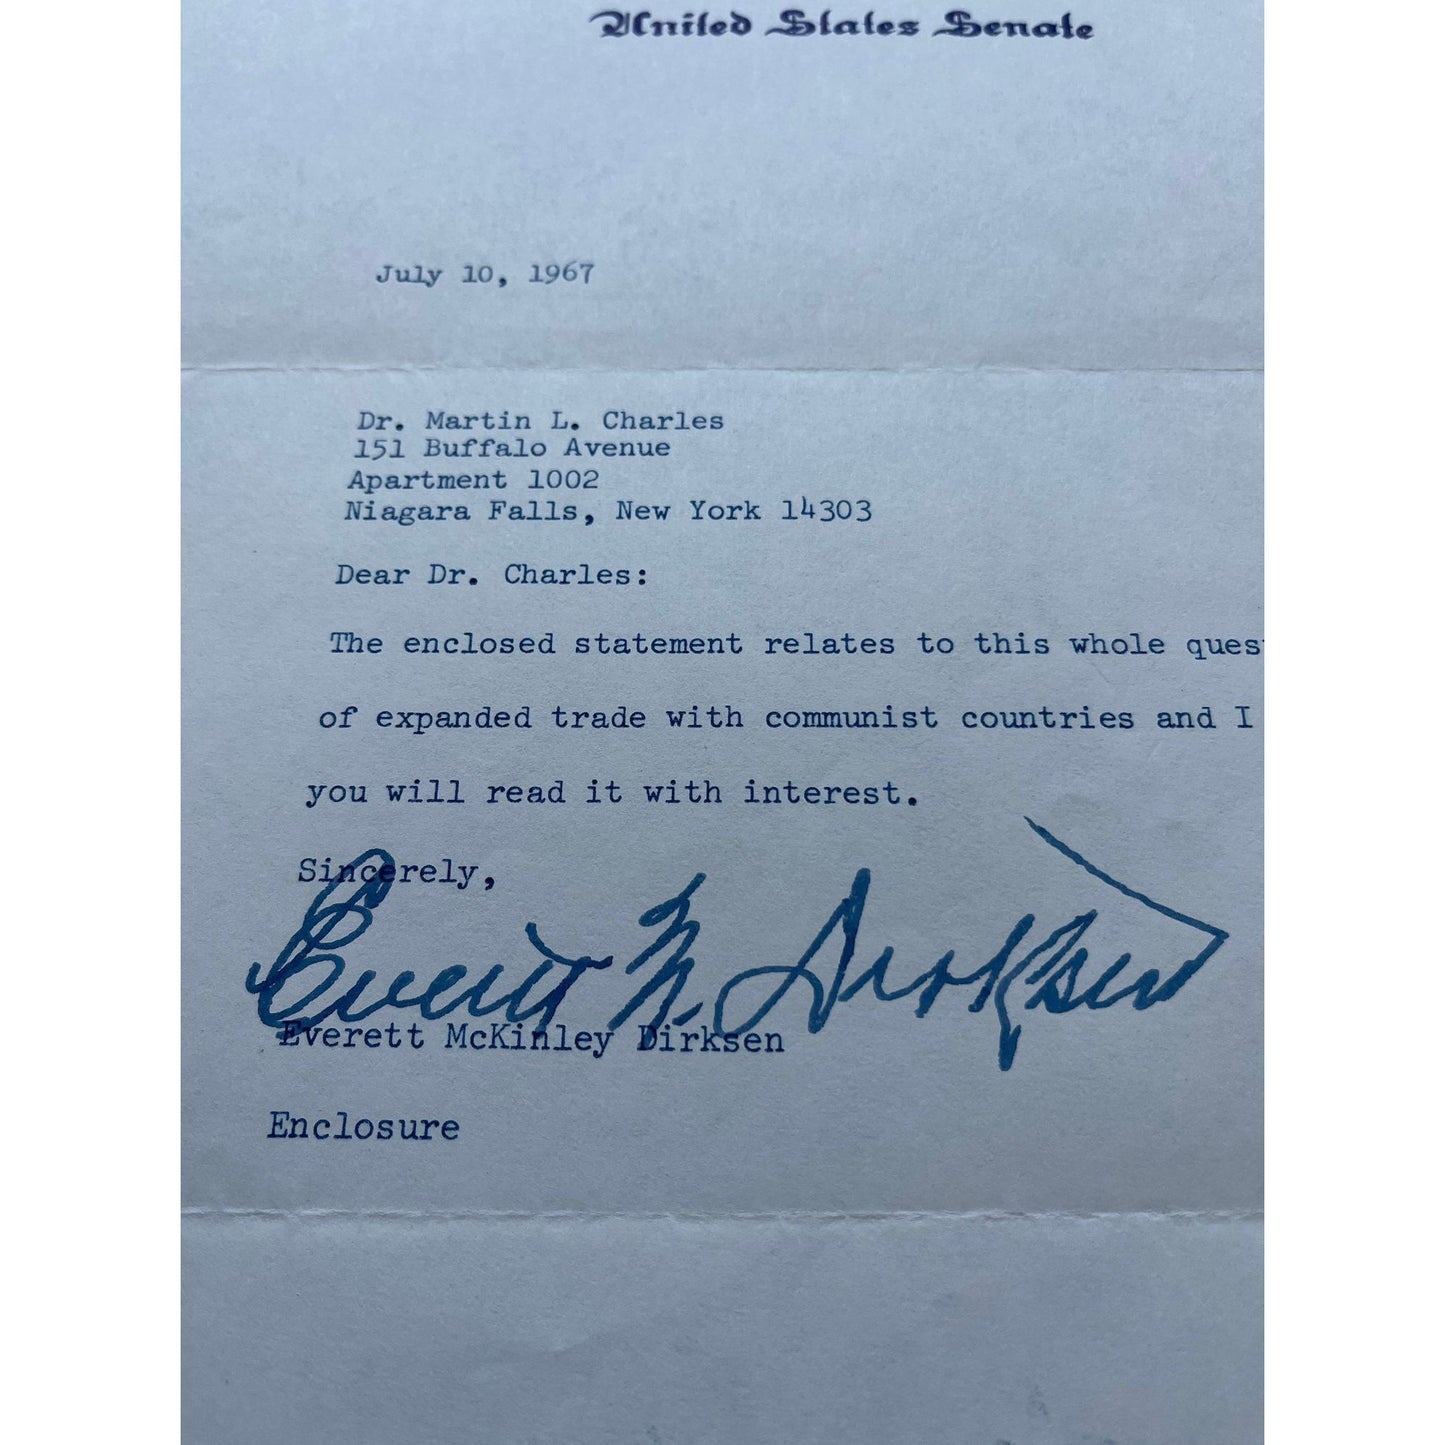 United States Senate
July 10, 1967
Dr. Martin L. Charles
151 Buffalo Avenue
Apartment 1002
Niagara Falls, New York 14303
Dear Dr. Charles:
The enclosed statement relates to this whole ques
of expanded trade with communist countries and I
you will read it with interest.
Sincerely,
Everett M. Dirksen
Everett McKinley Dirksen
Enclosure